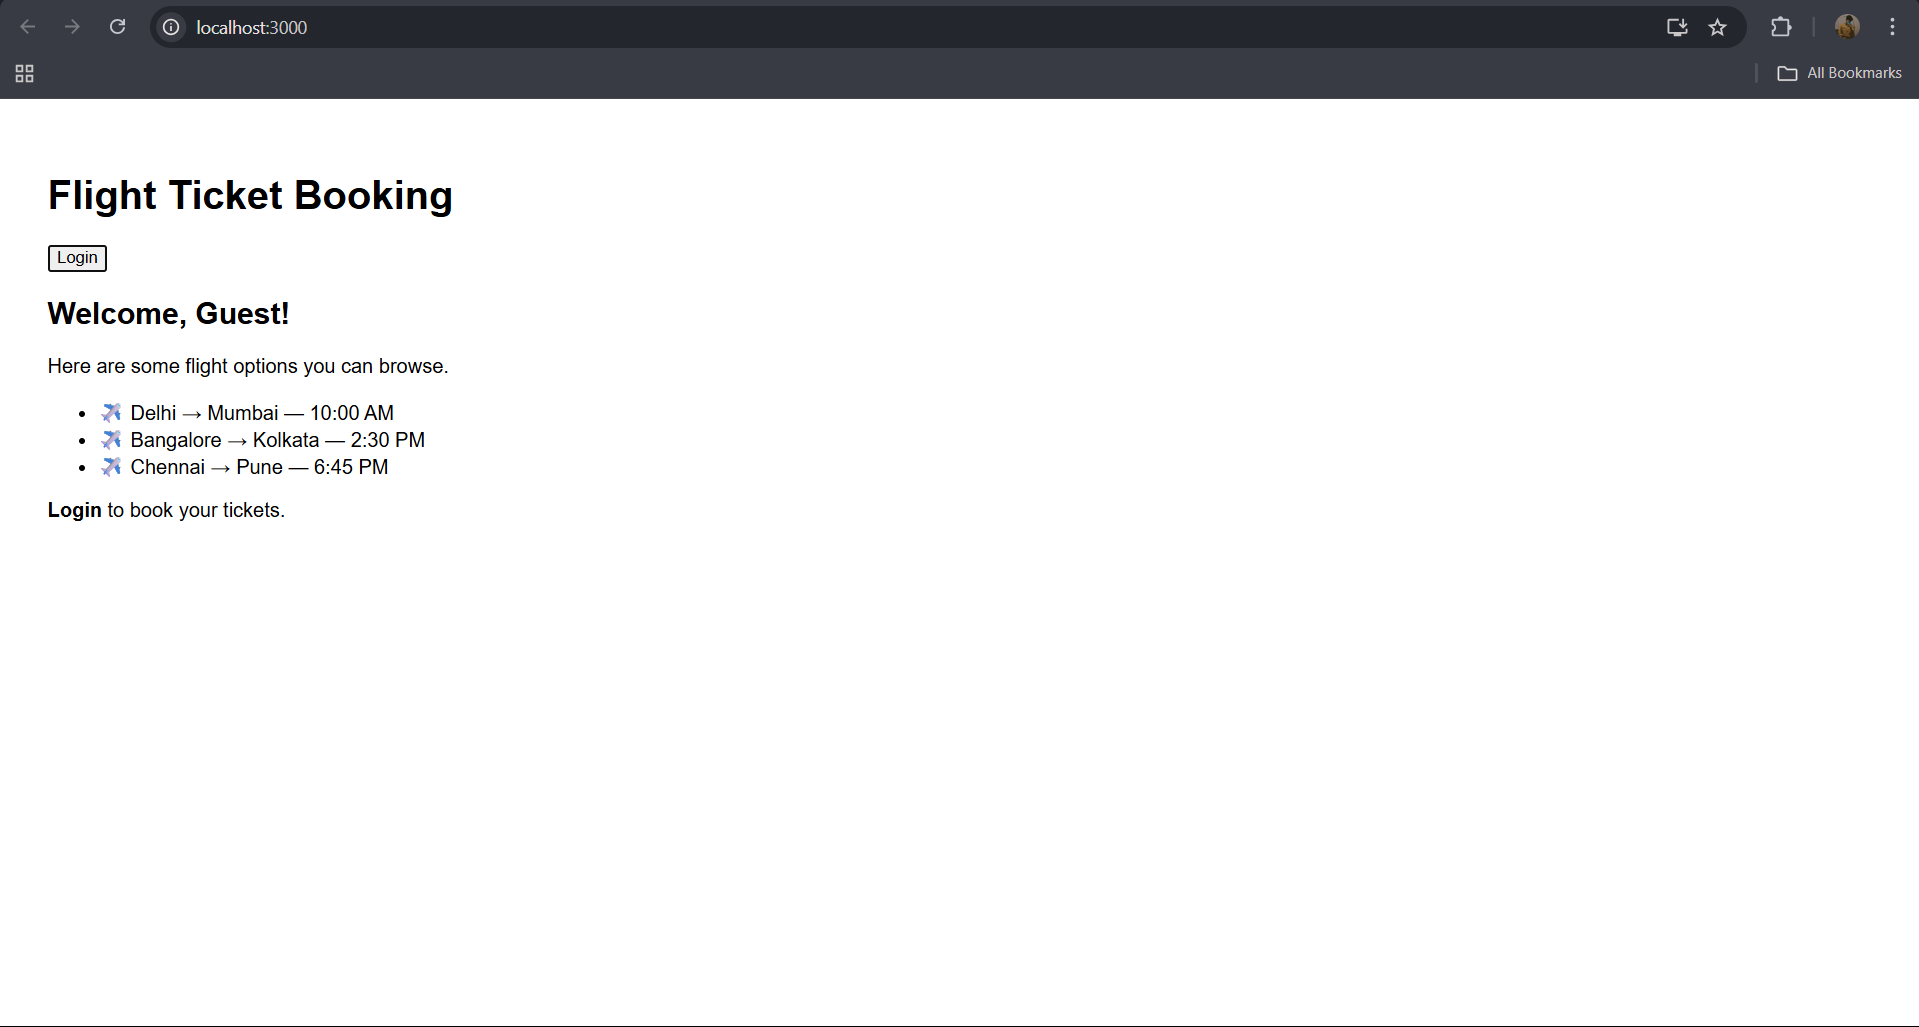 localhost:3000
All Bookmarks
Flight Ticket Booking
Login
Welcome, Guest!
Here are some flight options you can browse.
• ✈️ Delhi → Mumbai — 10:00 AM
• ✈️ Bangalore → Kolkata — 2:30 PM
• ✈️ Chennai → Pune — 6:45 PM
Login to book your tickets.